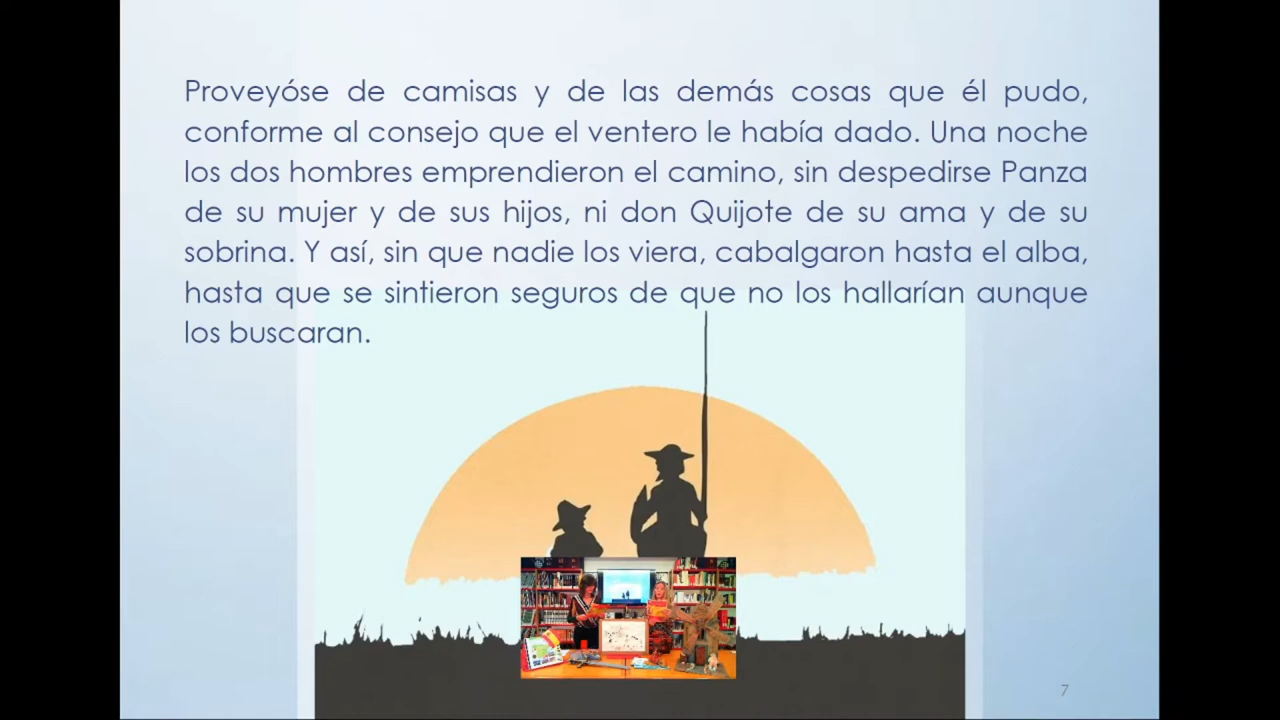 Proveyóse de camisas y de las demás cosas que él pudo,
conforme al consejo que el ventero le había dado. Una noche
los dos hombres emprendieron el camino, sin despedirse Panza
de su mujer y de sus hijos, ni don Quijote de su ama y de su
sobrina. Y así, sin que nadie los viera, cabalgaron hasta el alba,
hasta que se sintieron seguros de que no los hallarían aunque
los buscaran.
7